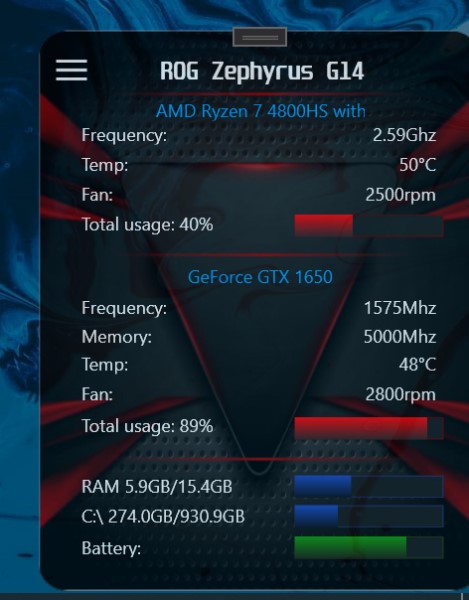 ROG Zephyrus G14
AMD Ryzen 7 4800HS with
Frequency: 2.59Ghz
Temp: 50°C
Fan: 2500rpm
Total usage: 40%
GeForce GTX 1650
Frequency: 1575Mhz
Memory: 5000Mhz
Temp: 48°C
Fan: 2800rpm
Total usage: 89%
RAM 5.9GB/15.4GB
C:\ 274.0GB/930.9GB
Battery: